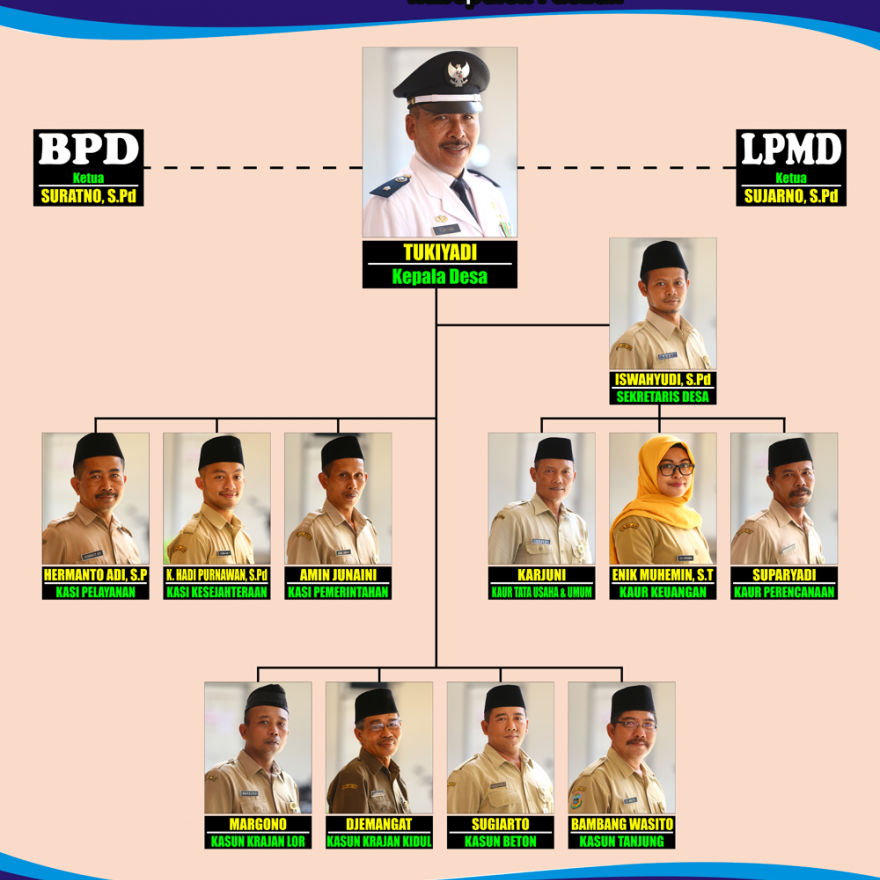 BPD
Ketua
SURATNO, S.Pd
LPMD
Ketua
SUJARNO, S.Pd
TUKIYADI
Kepala Desa
ISWAHYUDI, S.Pd
SEKRETARIS DESA
HERMANTO ADI, S.P
KASI PELAYANAN
K. HADI PURNAWAN, S.Pd
KASI KESEJAHTERAAN
AMIN JUNAINI
KASI PEMERINTAHAN
KARJUNI
KAUR TATA USAHA & UMUM
ENIK MUHEMIN, S.T
KAUR KEUANGAN
SUPARYADI
KAUR PERENCANAAN
MARGONO
KASUN KRAJAN LOR
DJEMANGAT
KASUN KRAJAN KIDUL
SUGIARTO
KASUN BETON
BAMBANG WASITO
KASUN TANJUNG